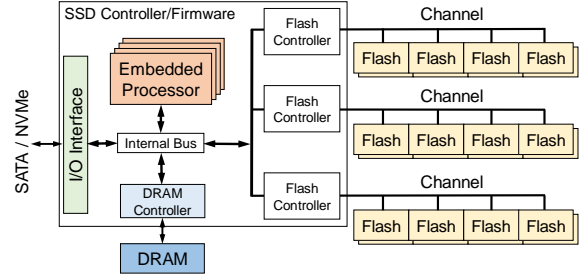 SSD Controller/Firmware
SATA / NVMe
I/O Interface
Embedded
Processor
Internal Bus
DRAM
Controller
DRAM
Flash
Controller
Channel
Flash Flash Flash Flash
Flash
Controller
Channel
Flash Flash Flash Flash
Flash
Controller
Channel
Flash Flash Flash Flash